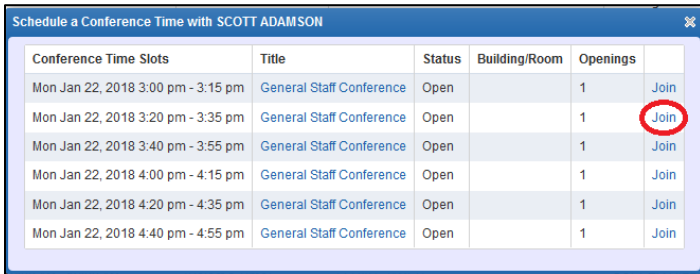 Schedule a Conference Time with SCOTT ADAMSON
Conference Time Slots Title Status Building/Room Openings
Mon Jan 22, 2018 3:00 pm - 3:15 pm General Staff Conference Open 1 Join
Mon Jan 22, 2018 3:20 pm - 3:35 pm General Staff Conference Open 1 Join
Mon Jan 22, 2018 3:40 pm - 3:55 pm General Staff Conference Open 1 Join
Mon Jan 22, 2018 4:00 pm - 4:15 pm General Staff Conference Open 1 Join
Mon Jan 22, 2018 4:20 pm - 4:35 pm General Staff Conference Open 1 Join
Mon Jan 22, 2018 4:40 pm - 4:55 pm General Staff Conference Open 1 Join